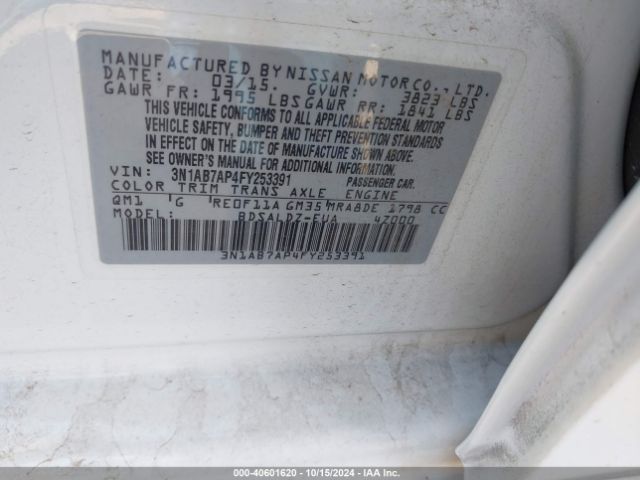 MANUFACTURED BY NISSAN MOTOR CO., LTD.
DATE: 03/15. GVWR: 3823 LBS
GAWR FR: 1995 LBS GAWR RR: 1841 LBS
THIS VEHICLE CONFORMS TO ALL APPLICABLE FEDERAL MOTOR
VEHICLE SAFETY, BUMPER AND THEFT PREVENTION STANDARDS
IN EFFECT ON THE DATE OF MANUFACTURE SHOWN ABOVE.
SEE OWNER'S MANUAL FOR ADDITIONAL INFORMATION.
VIN: 3N1AB7AP4FY253391 PASSENGER CAR.
COLOR TRIM TRANS AXLE ENGINE
QM1 'G 'RE0F11A GM35'MRA8DE 1798 CC
MODEL: BDSALDZ-EUA 4Z000
3N1AB7AP4FY253391
000-40601620 - 10/15/2024 - IAA Inc.